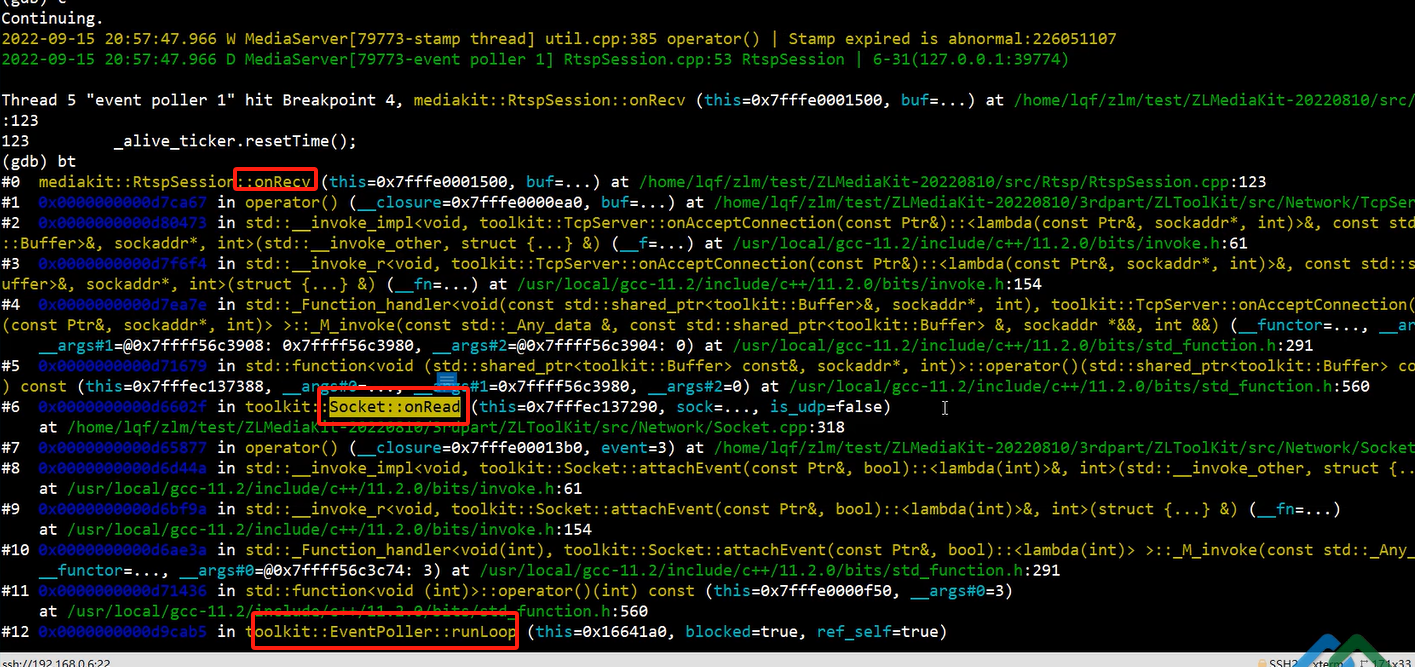 (gdb) c
Continuing.
2022-09-15 20:57:47.966 W MediaServer[79773-stamp thread] util.cpp:385 operator() | Stamp expired is abnormal:226051107
2022-09-15 20:57:47.966 D MediaServer[79773-event poller 1] RtspSession.cpp:53 RtspSession | 6-31(127.0.0.1:39774)
Thread 5 "event poller 1" hit Breakpoint 4, mediakit::RtspSession::onRecv (this=0x7fffe0001500, buf=...) at /home/lqf/zlm/test/ZLMediaKit-20220810/src/
:123
123 _alive_ticker.resetTime();
(gdb) bt
#0 mediakit::RtspSession::onRecv (this=0x7fffe0001500, buf=...) at /home/lqf/zlm/test/ZLMediaKit-20220810/src/Rtsp/RtspSession.cpp:123
#1 0x0000000000d7ca67 in operator() (__closure=0x7fffe0000ea0, buf=...) at /home/lqf/zlm/test/ZLMediaKit-20220810/3rdpart/ZLToolKit/src/Network/TcpSer
#2 0x0000000000d80473 in std::__invoke_impl<void, toolkit::TcpServer::onAcceptConnection(const Ptr&)::<lambda(const Ptr&, sockaddr*, int)>&, const std
::Buffer>&, sockaddr*, int>(std::__invoke_other, struct {...} &) (__f=...) at /usr/local/gcc-11.2/include/c++/11.2.0/bits/invoke.h:61
#3 0x0000000000d7f6f4 in std::__invoke_r<void, toolkit::TcpServer::onAcceptConnection(const Ptr&)::<lambda(const Ptr&, sockaddr*, int)>&, const std::s
uffer>&, sockaddr*, int>(struct {...} &) (__fn=...) at /usr/local/gcc-11.2/include/c++/11.2.0/bits/invoke.h:154
#4 0x0000000000d7ea7e in std::_Function_handler<void(const std::shared_ptr<toolkit::Buffer>&, sockaddr*, int), toolkit::TcpServer::onAcceptConnection(
(const Ptr&, sockaddr*, int)> >::_M_invoke(const std::_Any_data &, const std::shared_ptr<toolkit::Buffer> &, sockaddr *&&, int &&) (__functor=..., __ar
__args#1=@0x7ffff56c3908: 0x7ffff56c3980, __args#2=@0x7ffff56c3904: 0) at /usr/local/gcc-11.2/include/c++/11.2.0/bits/std_function.h:291
#5 0x0000000000d71679 in std::function<void (std::shared_ptr<toolkit::Buffer> const&, sockaddr*, int)>::operator()(std::shared_ptr<toolkit::Buffer> co
) const (this=0x7fffec137388, __args#0=..., __args#1=0x7ffff56c3980, __args#2=0) at /usr/local/gcc-11.2/include/c++/11.2.0/bits/std_function.h:560
#6 0x0000000000d6602f in toolkit::Socket::onRead (this=0x7fffec137290, sock=..., is_udp=false)
at /home/lqf/zlm/test/ZLMediaKit-20220810/3rdpart/ZLToolKit/src/Network/Socket.cpp:318
#7 0x0000000000d65877 in operator() (__closure=0x7fffe00013b0, event=3) at /home/lqf/zlm/test/ZLMediaKit-20220810/3rdpart/ZLToolKit/src/Network/Socket
#8 0x0000000000d6d44a in std::__invoke_impl<void, toolkit::Socket::attachEvent(const Ptr&, bool)::<lambda(int)>&, int>(std::__invoke_other, struct {..
at /usr/local/gcc-11.2/include/c++/11.2.0/bits/invoke.h:61
#9 0x0000000000d6bf9a in std::__invoke_r<void, toolkit::Socket::attachEvent(const Ptr&, bool)::<lambda(int)>&, int>(struct {...} &) (__fn=...)
at /usr/local/gcc-11.2/include/c++/11.2.0/bits/invoke.h:154
#10 0x0000000000d6ae3a in std::_Function_handler<void(int), toolkit::Socket::attachEvent(const Ptr&, bool)::<lambda(int)> >::_M_invoke(const std::_Any_
__functor=..., __args#0=@0x7ffff56c3c74: 3) at /usr/local/gcc-11.2/include/c++/11.2.0/bits/std_function.h:291
#11 0x0000000000d71436 in std::function<void (int)>::operator()(int) const (this=0x7fffe0000f50, __args#0=3)
at /usr/local/gcc-11.2/include/c++/11.2.0/bits/std_function.h:560
#12 0x0000000000d9cab5 in toolkit::EventPoller::runLoop (this=0x16641a0, blocked=true, ref_self=true)
ssh://192.168.0.6:22 SSH2 xterm 171x33